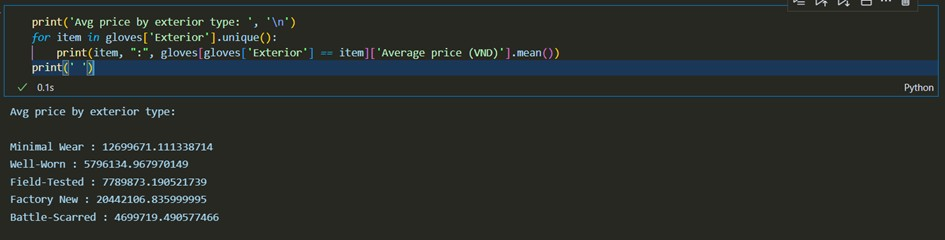 print('Avg price by exterior type: ', '\n')
for item in gloves['Exterior'].unique():
    print(item, ":", gloves[gloves['Exterior'] == item]['Average price (VND)'].mean())
print(' ')
0.1s
Python
Avg price by exterior type:
Minimal Wear : 12699671.111338714
Well-Worn : 5796134.967970149
Field-Tested : 7789873.190521739
Factory New : 20442106.835999995
Battle-Scarred : 4699719.490577466